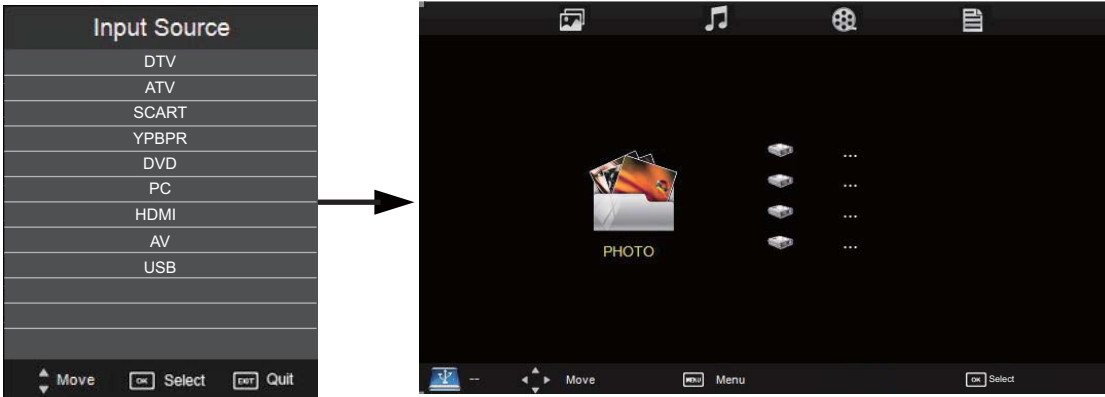 Input Source
DTV
ATV
SCART
YPBPR
DVD
PC
HDMI
AV
USB
Move OK Select EXIT Quit
...
...
...
...
PHOTO
-- Move MENU Menu OK Select